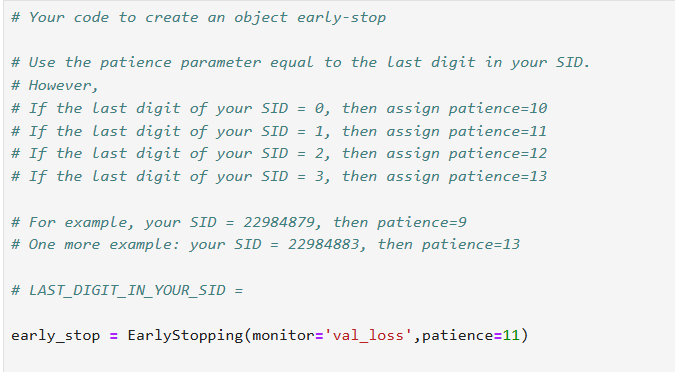 # Your code to create an object early-stop
# Use the patience parameter equal to the last digit in your SID.
# However,
# If the last digit of your SID = 0, then assign patience=10
# If the last digit of your SID = 1, then assign patience=11
# If the last digit of your SID = 2, then assign patience=12
# If the last digit of your SID = 3, then assign patience=13
# For example, your SID = 22984879, then patience=9
# One more example: your SID = 22984883, then patience=13
# LAST_DIGIT_IN_YOUR_SID =
early_stop = EarlyStopping(monitor='val_loss',patience=11)